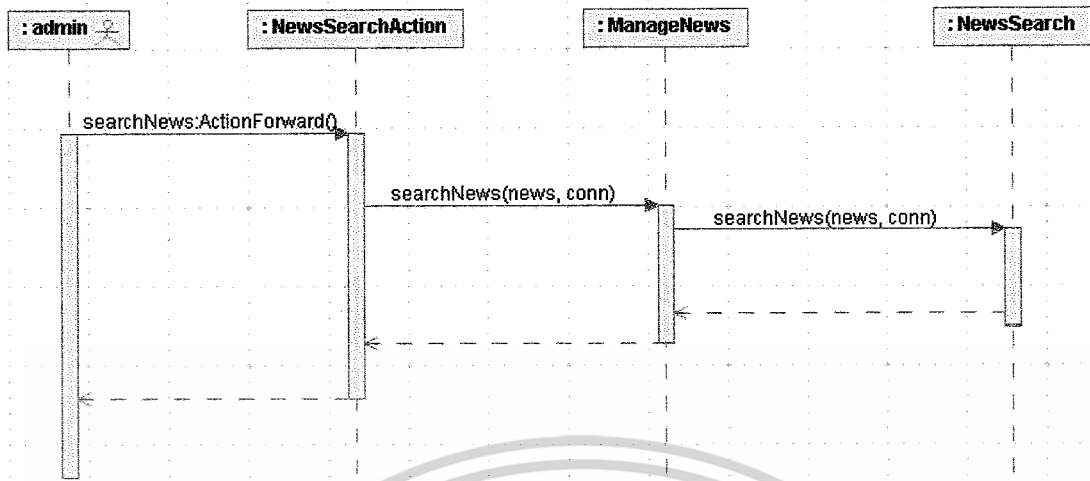 : admin
: NewsSearchAction
: ManageNews
: NewsSearch
searchNews:ActionForward()
searchNews(news, conn)
searchNews(news, conn)